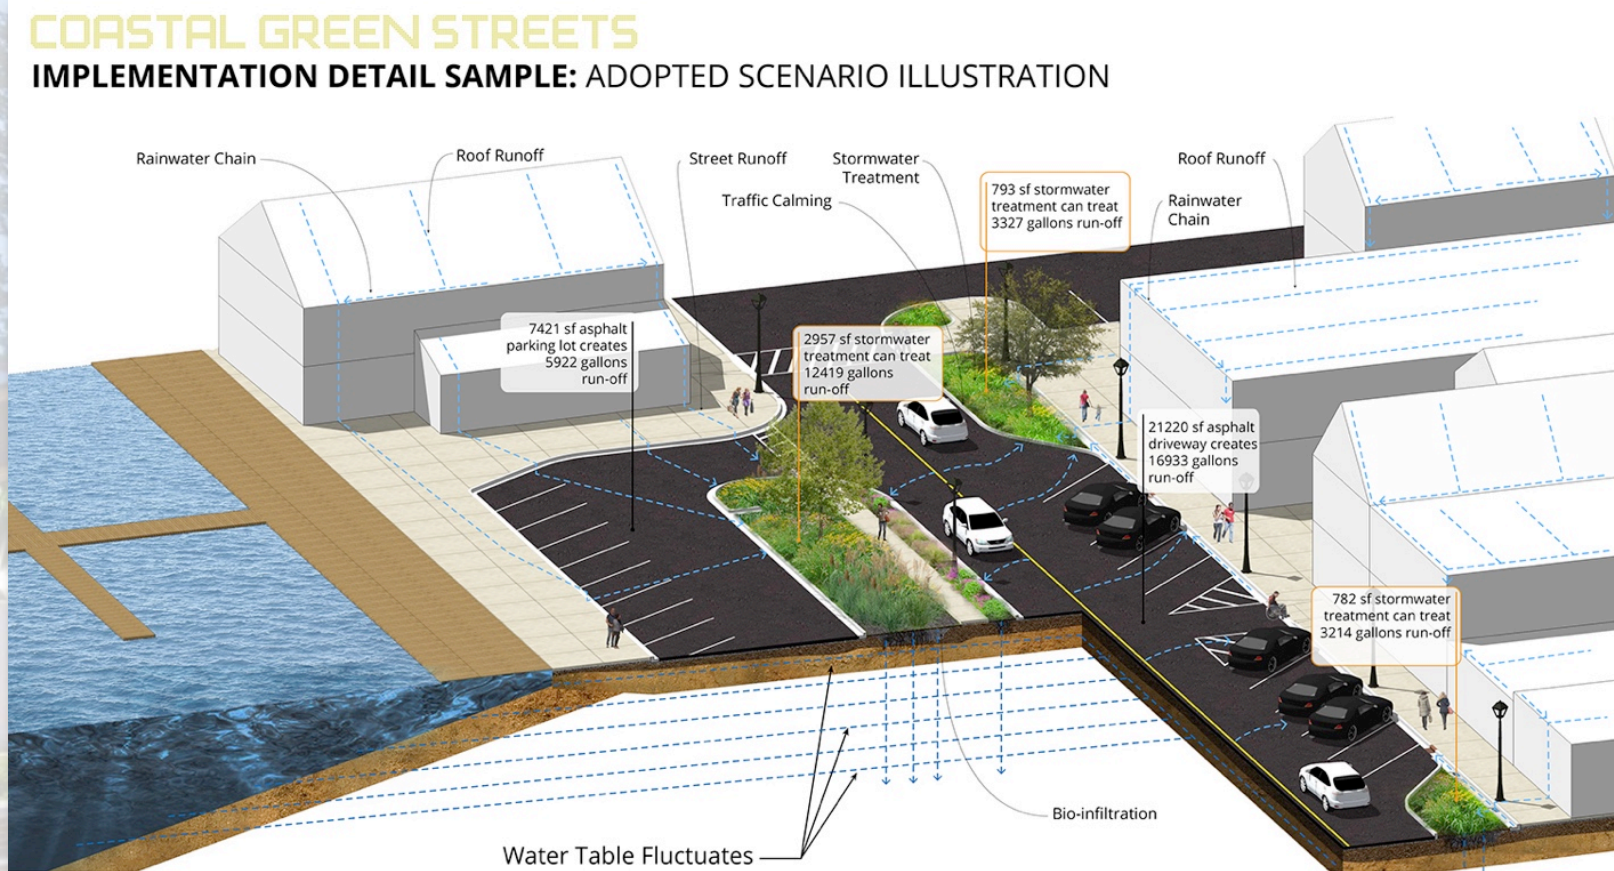 COASTAL GREEN STREETS
IMPLEMENTATION DETAIL SAMPLE: ADOPTED SCENARIO ILLUSTRATION
Rainwater Chain
Roof Runoff
Street Runoff
Stormwater
Treatment
Traffic Calming
793 sf stormwater
treatment can treat
3327 gallons run-off
Roof Runoff
Rainwater
Chain
7421 sf asphalt
parking lot creates
5922 gallons
run-off
2957 sf stormwater
treatment can treat
12419 gallons
run-off
21220 sf asphalt
driveway creates
16933 gallons
run-off
782 sf stormwater
treatment can treat
3214 gallons run-off
Bio-infiltration
Water Table Fluctuates